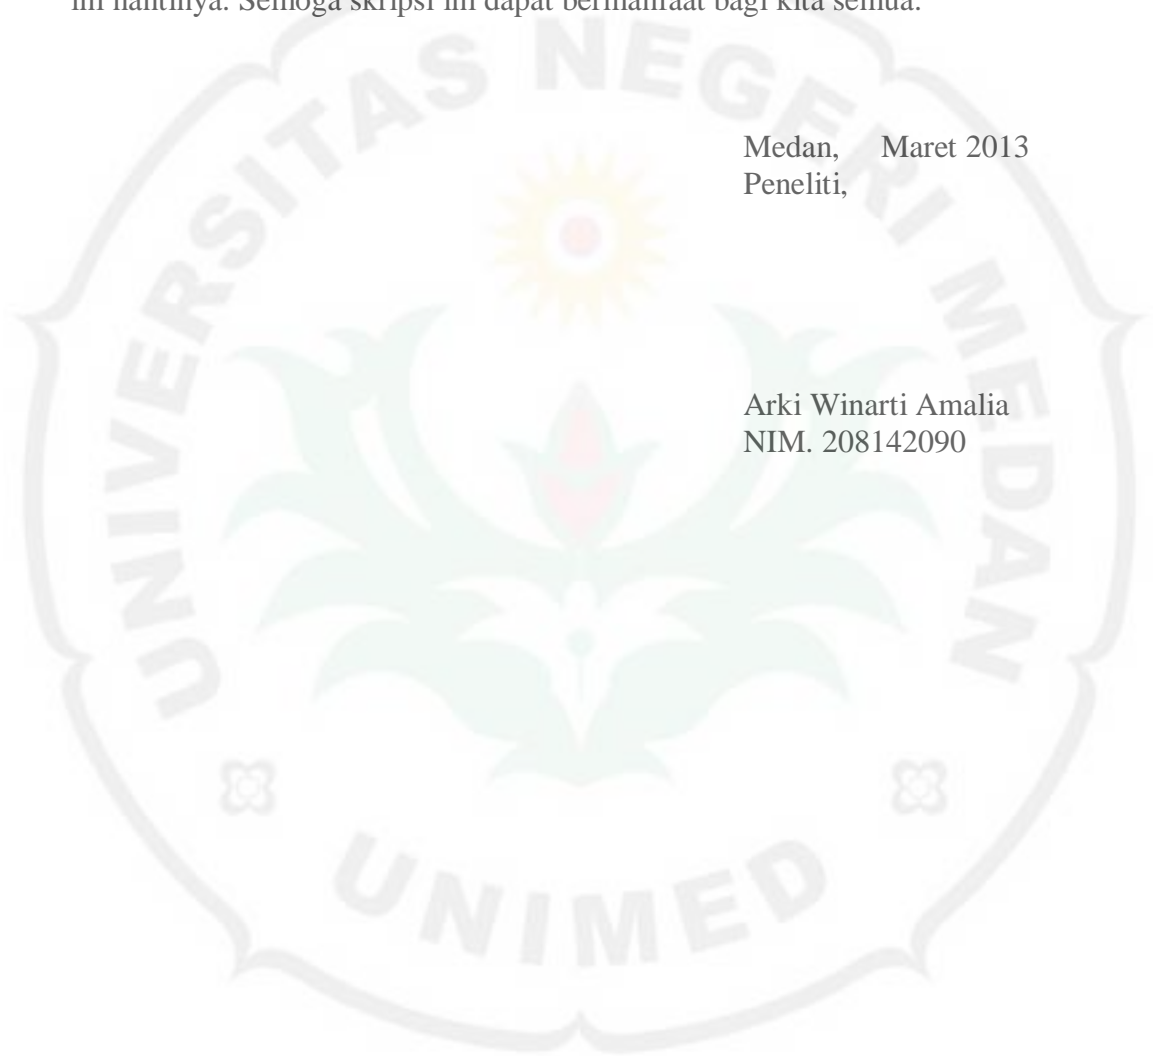 ini nantinya. Semoga skripsi ini dapat bermanfaat bagi kita semua.
Medan, Maret 2013
Peneliti,
Arki Winarti Amalia
NIM. 208142090
UNIVERSITAS NEGERI MEDAN
UNIMED